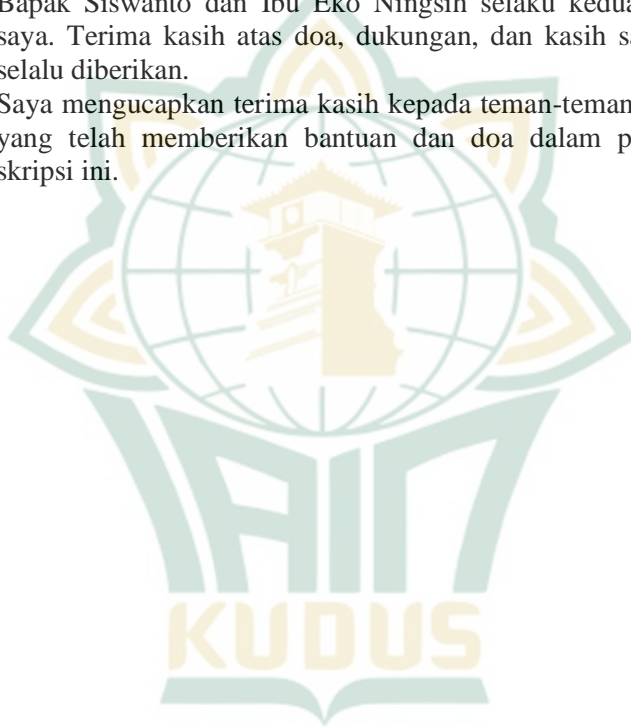 Bapak Siswanto dan Ibu Eko Ningsih selaku kedua
saya. Terima kasih atas doa, dukungan, dan kasih sa
selalu diberikan.
Saya mengucapkan terima kasih kepada teman-teman
yang telah memberikan bantuan dan doa dalam p
skripsi ini.
IAIN
KUDUS